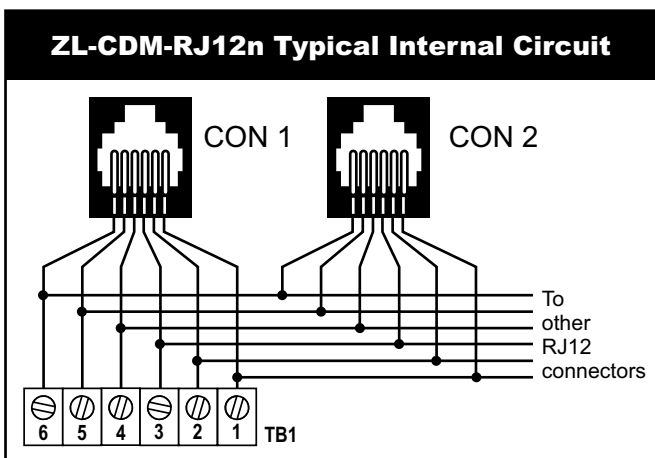 ZL-CDM-RJ12n Typical Internal Circuit
CON 1
CON 2
To
other
RJ12
connectors
6 5 4 3 2 1 TB1